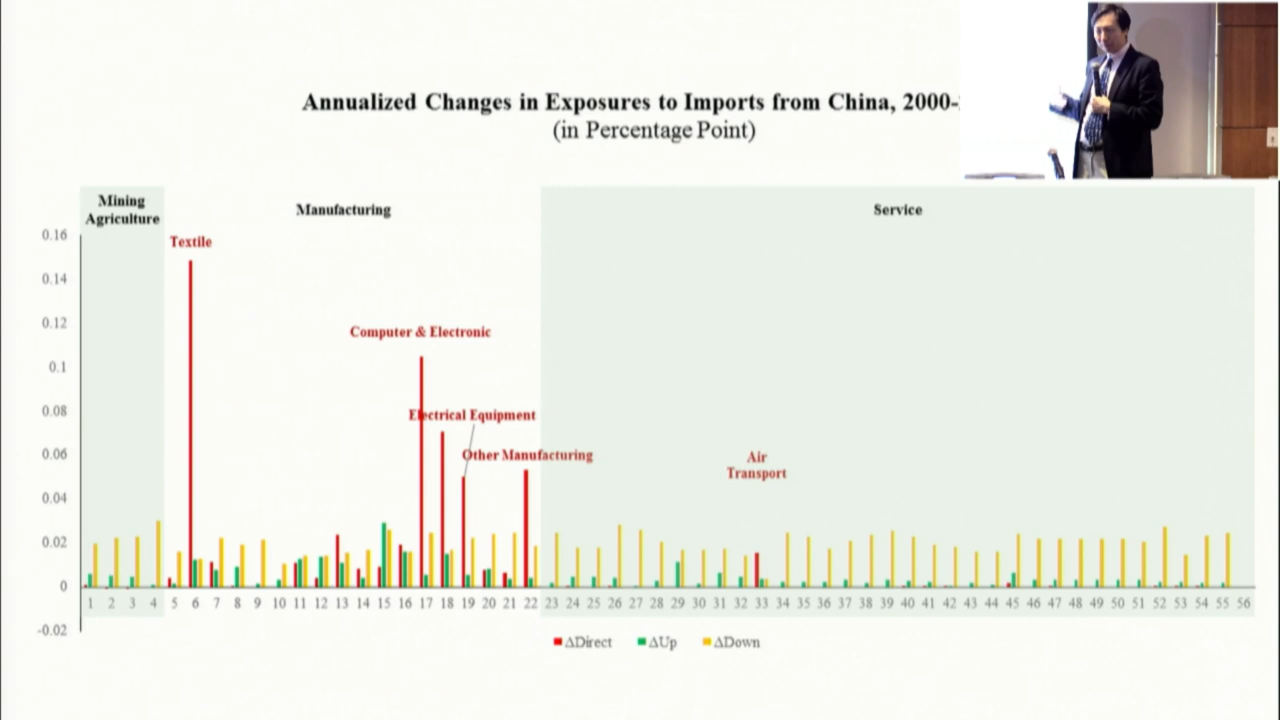 Annualized Changes in Exposures to Imports from China, 2000-
(in Percentage Point)
Mining
Agriculture
Manufacturing
Service
0.16
0.14
0.12
0.1
0.08
0.06
0.04
0.02
0
-0.02
Textile
Computer & Electronic
Electrical Equipment
Other Manufacturing
Air
Transport
1 2 3 4 5 6 7 8 9 10 11 12 13 14 15 16 17 18 19 20 21 22 23 24 25 26 27 28 29 30 31 32 33 34 35 36 37 38 39 40 41 42 43 44 45 46 47 48 49 50 51 52 53 54 55 56
ΔDirect ΔUp ΔDown